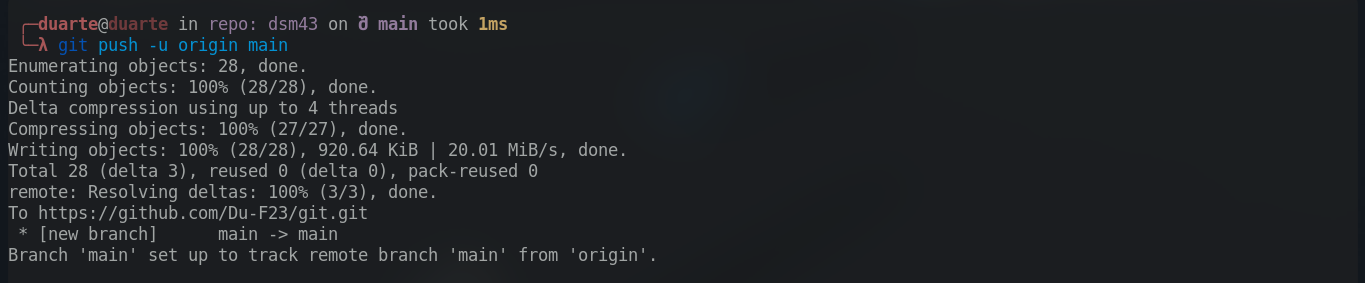 ╭─duarte@duarte in repo: dsm43 on  main took 1ms
╰─λ git push -u origin main
Enumerating objects: 28, done.
Counting objects: 100% (28/28), done.
Delta compression using up to 4 threads
Compressing objects: 100% (27/27), done.
Writing objects: 100% (28/28), 920.64 KiB | 20.01 MiB/s, done.
Total 28 (delta 3), reused 0 (delta 0), pack-reused 0
remote: Resolving deltas: 100% (3/3), done.
To https://github.com/Du-F23/git.git
 * [new branch]      main -> main
Branch 'main' set up to track remote branch 'main' from 'origin'.